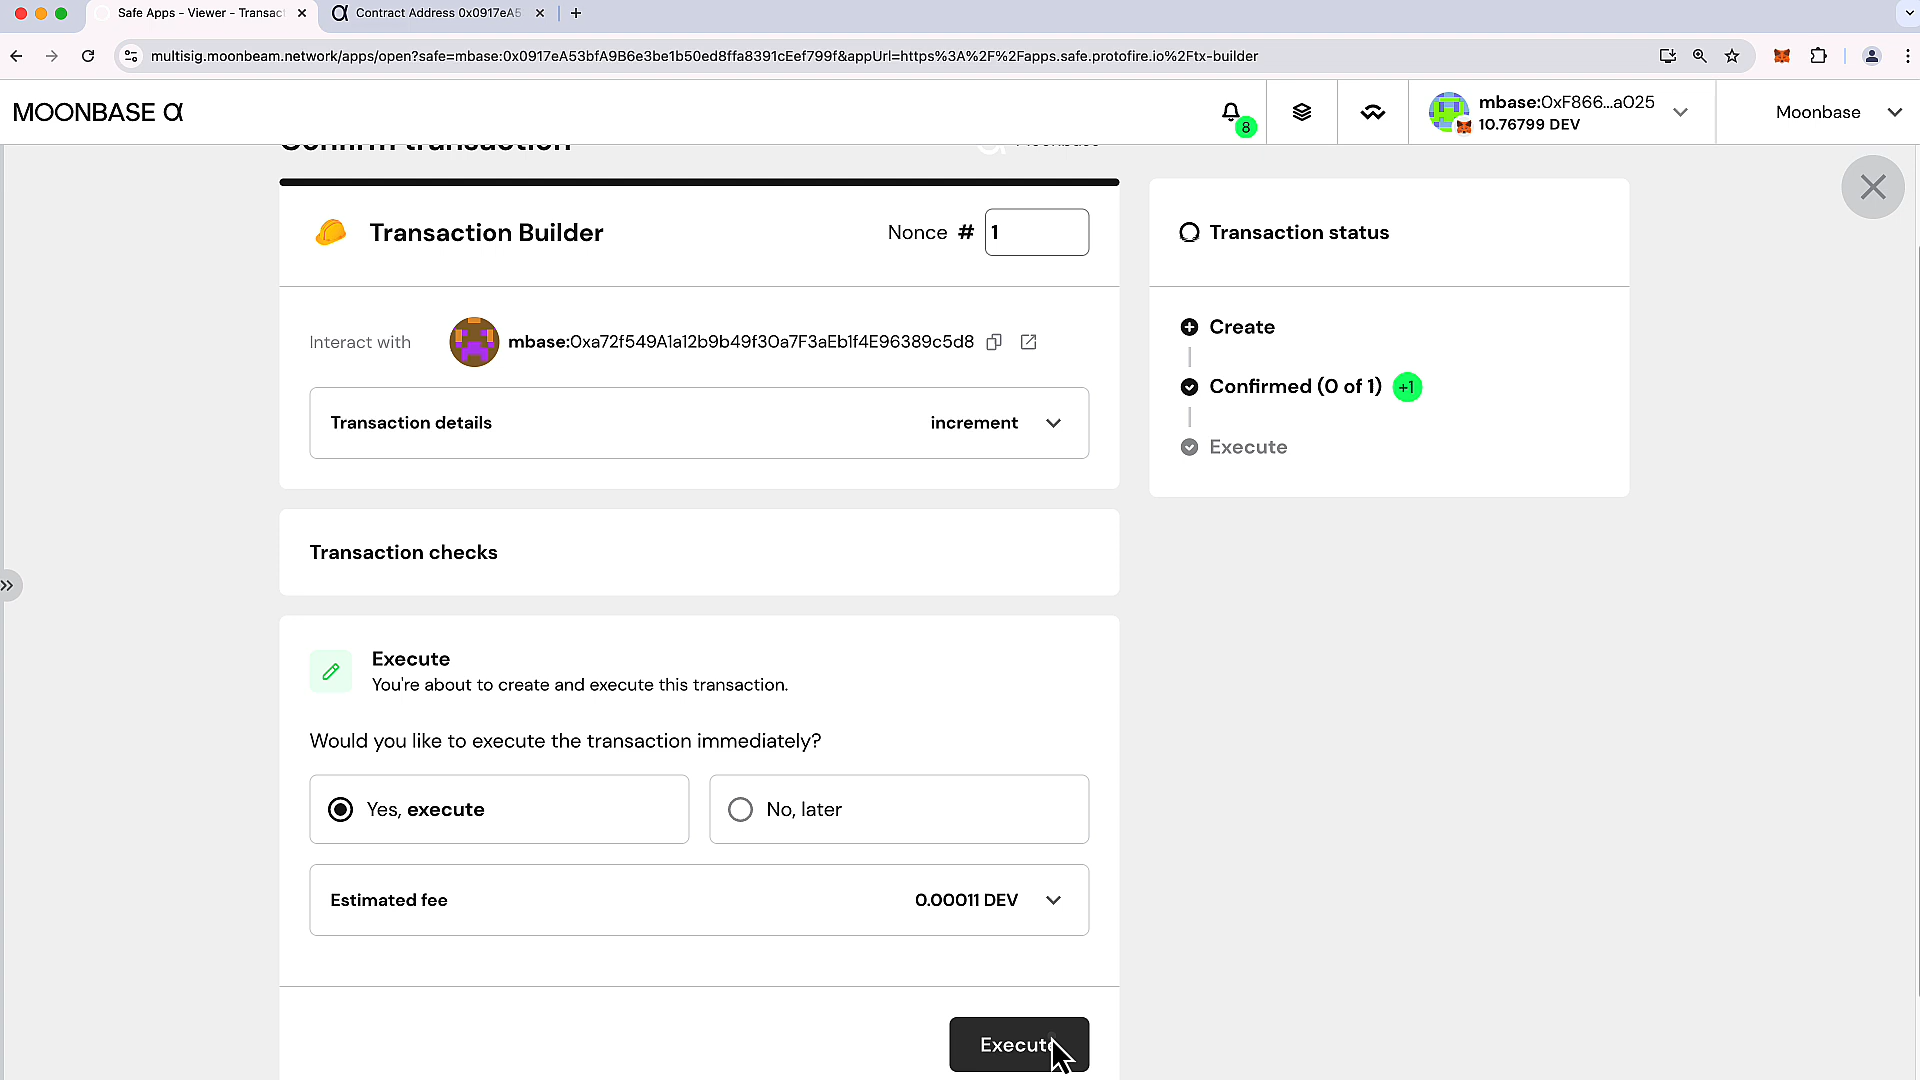 Safe Apps – Viewer – Transac
Contract Address 0x0917eA5
multisig.moonbeam.network/apps/open?safe=mbase:0x0917eA53bfA9B6e3be1b50ed8ffa8391cEef799f&appUrl=https%3A%2F%2Fapps.safe.protofire.io%2Ftx-builder
MOONBASE α
8
mbase:0xF866...a025
10.76799 DEV
Moonbase
Confirm transaction
Moonbase
Transaction Builder
Nonce # 1
Interact with
mbase:0xa72f549A1a12b9b49f30a7F3aEb1f4E96389c5d8
Transaction details
increment
Transaction checks
Execute
You're about to create and execute this transaction.
Would you like to execute the transaction immediately?
Yes, execute
No, later
Estimated fee
0.00011 DEV
Execute
Transaction status
Create
Confirmed (0 of 1)
+1
Execute